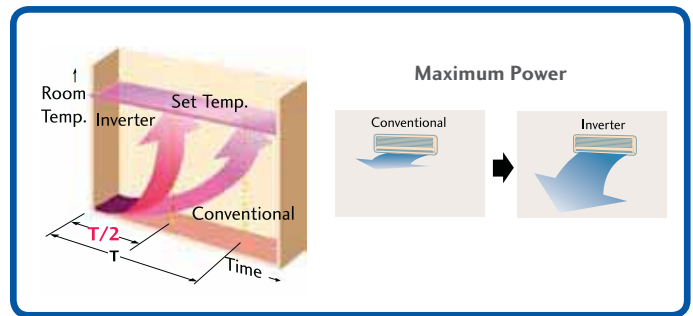 Room
Temp.
Inverter
Set Temp.
Conventional
T/2
T
Time
Maximum Power
Conventional
Inverter